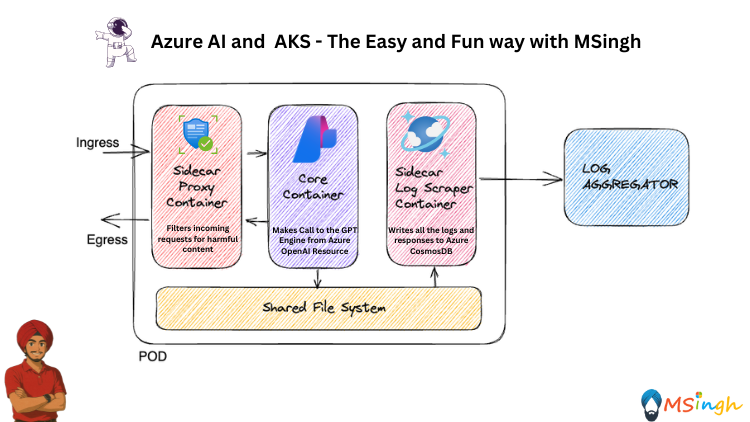 Azure AI and AKS - The Easy and Fun way with MSingh
Ingress
Egress
Sidecar
Proxy
Container
Filters incoming
requests for harmful
content
Core
Container
Makes Call to the GPT
Engine from Azure
OpenAI Resource
Sidecar
Log Scraper
Container
Writes all the logs and
responses to Azure
CosmosDB
LOG
AGGREGATOR
Shared File System
POD
MSingh